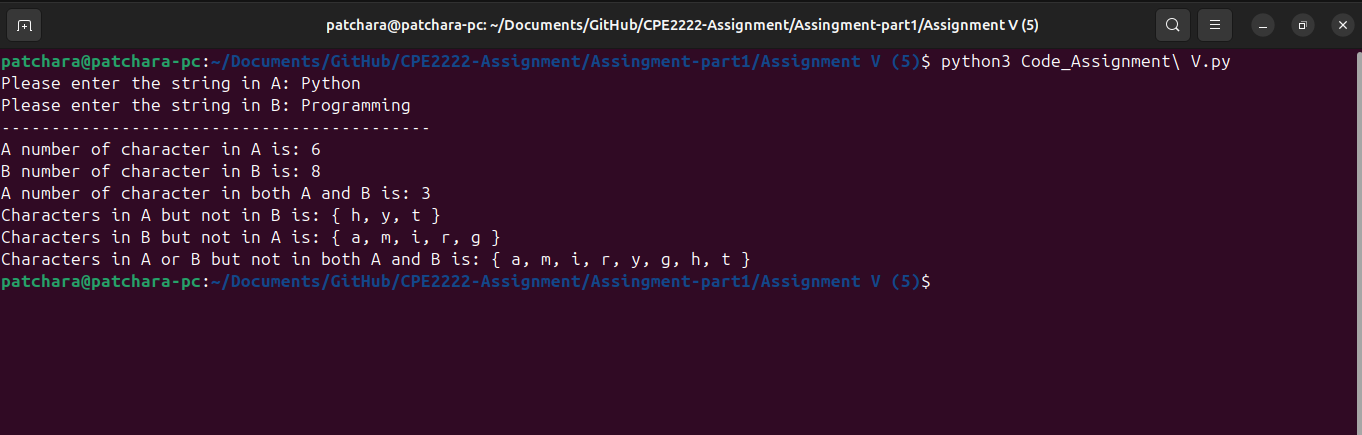 patchara@patchara-pc: ~/Documents/GitHub/CPE2222-Assignment/Assingment-part1/Assignment V (5)
patchara@patchara-pc:~/Documents/GitHub/CPE2222-Assignment/Assingment-part1/Assignment V (5)$ python3 Code_Assignment\ V.py
Please enter the string in A: Python
Please enter the string in B: Programming
-------------------------------------------
A number of character in A is: 6
B number of character in B is: 8
A number of character in both A and B is: 3
Characters in A but not in B is: { h, y, t }
Characters in B but not in A is: { a, m, i, r, g }
Characters in A or B but not in both A and B is: { a, m, i, r, y, g, h, t }
patchara@patchara-pc:~/Documents/GitHub/CPE2222-Assignment/Assingment-part1/Assignment V (5)$